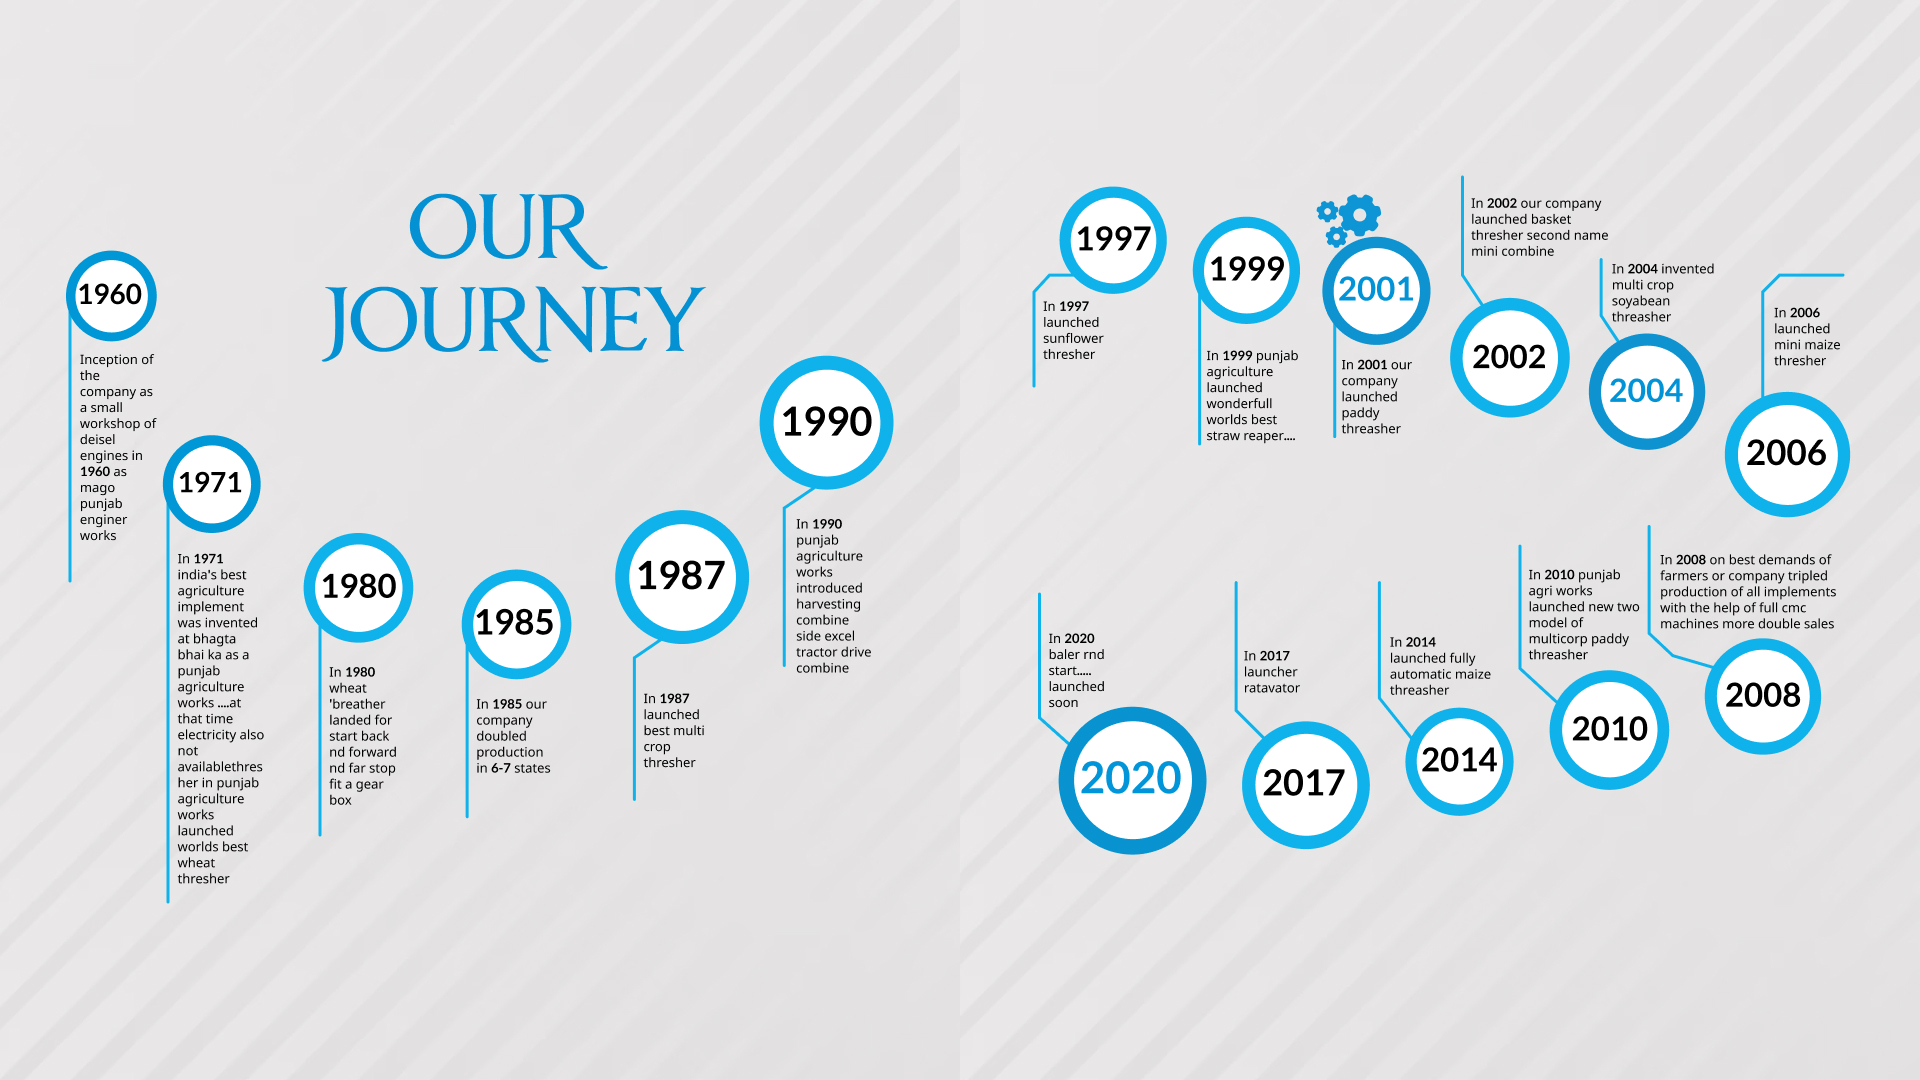 OUR
JOURNEY
1960
Inception of
the
company as
a small
workshop of
deisel
engines in
1960 as
mago
punjab
enginer
works
1971
In 1971
india's best
agriculture
implement
was invented
at bhagta
bhai ka as a
punjab
agriculture
works ....at
that time
electricity also
not
availablethres
her in punjab
agriculture
works
launched
worlds best
wheat
thresher
1980
In 1980
wheat
'breather
landed for
start back
nd forward
nd far stop
fit a gear
box
1985
In 1985 our
company
doubled
production
in 6-7 states
1987
In 1987
launched
best multi
crop
thresher
1990
In 1990
punjab
agriculture
works
introduced
harvesting
combine
side excel
tractor drive
combine
1997
In 1997
launched
sunflower
thresher
1999
In 1999 punjab
agriculture
launched
wonderfull
worlds best
straw reaper....
2001
In 2001 our
company
launched
paddy
threasher
In 2002 our company
launched basket
thresher second name
mini combine
2002
In 2004 invented
multi crop
soyabean
threasher
2004
In 2006
launched
mini maize
thresher
2006
In 2008 on best demands of
farmers or company tripled
production of all implements
with the help of full cmc
machines more double sales
2008
In 2010 punjab
agri works
launched new two
model of
multicorp paddy
threasher
2010
In 2014
launched fully
automatic maize
threasher
2014
In 2017
launcher
ratavator
2017
In 2020
baler rnd
start.....
launched
soon
2020